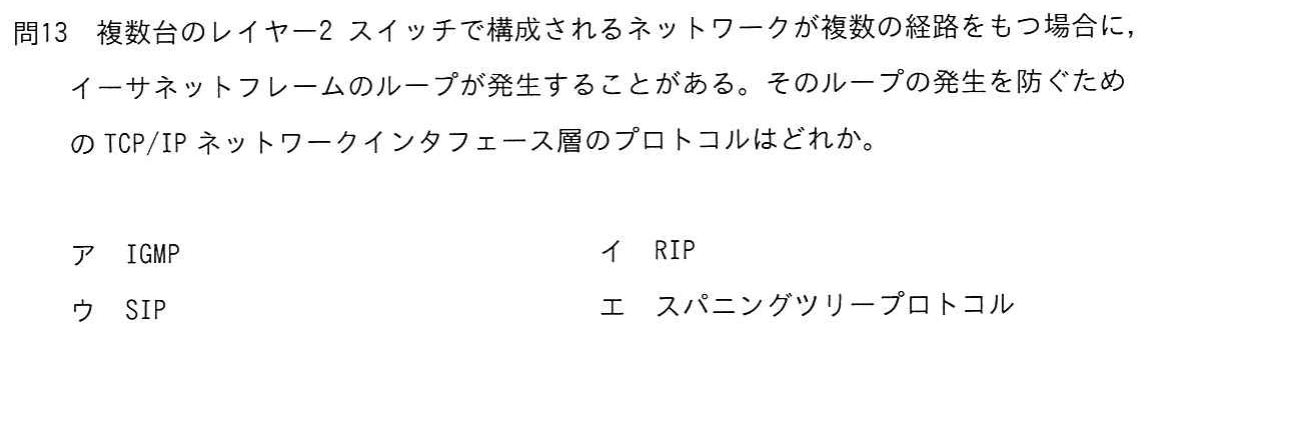 問13 複数台のレイヤー2 スイッチで構成されるネットワークが複数の経路をもつ場合に,
イーサネットフレームのループが発生することがある。そのループの発生を防ぐため
の TCP/IP ネットワークインタフェース層のプロトコルはどれか。
ア IGMP イ RIP
ウ SIP エ スパニングツリープロトコル